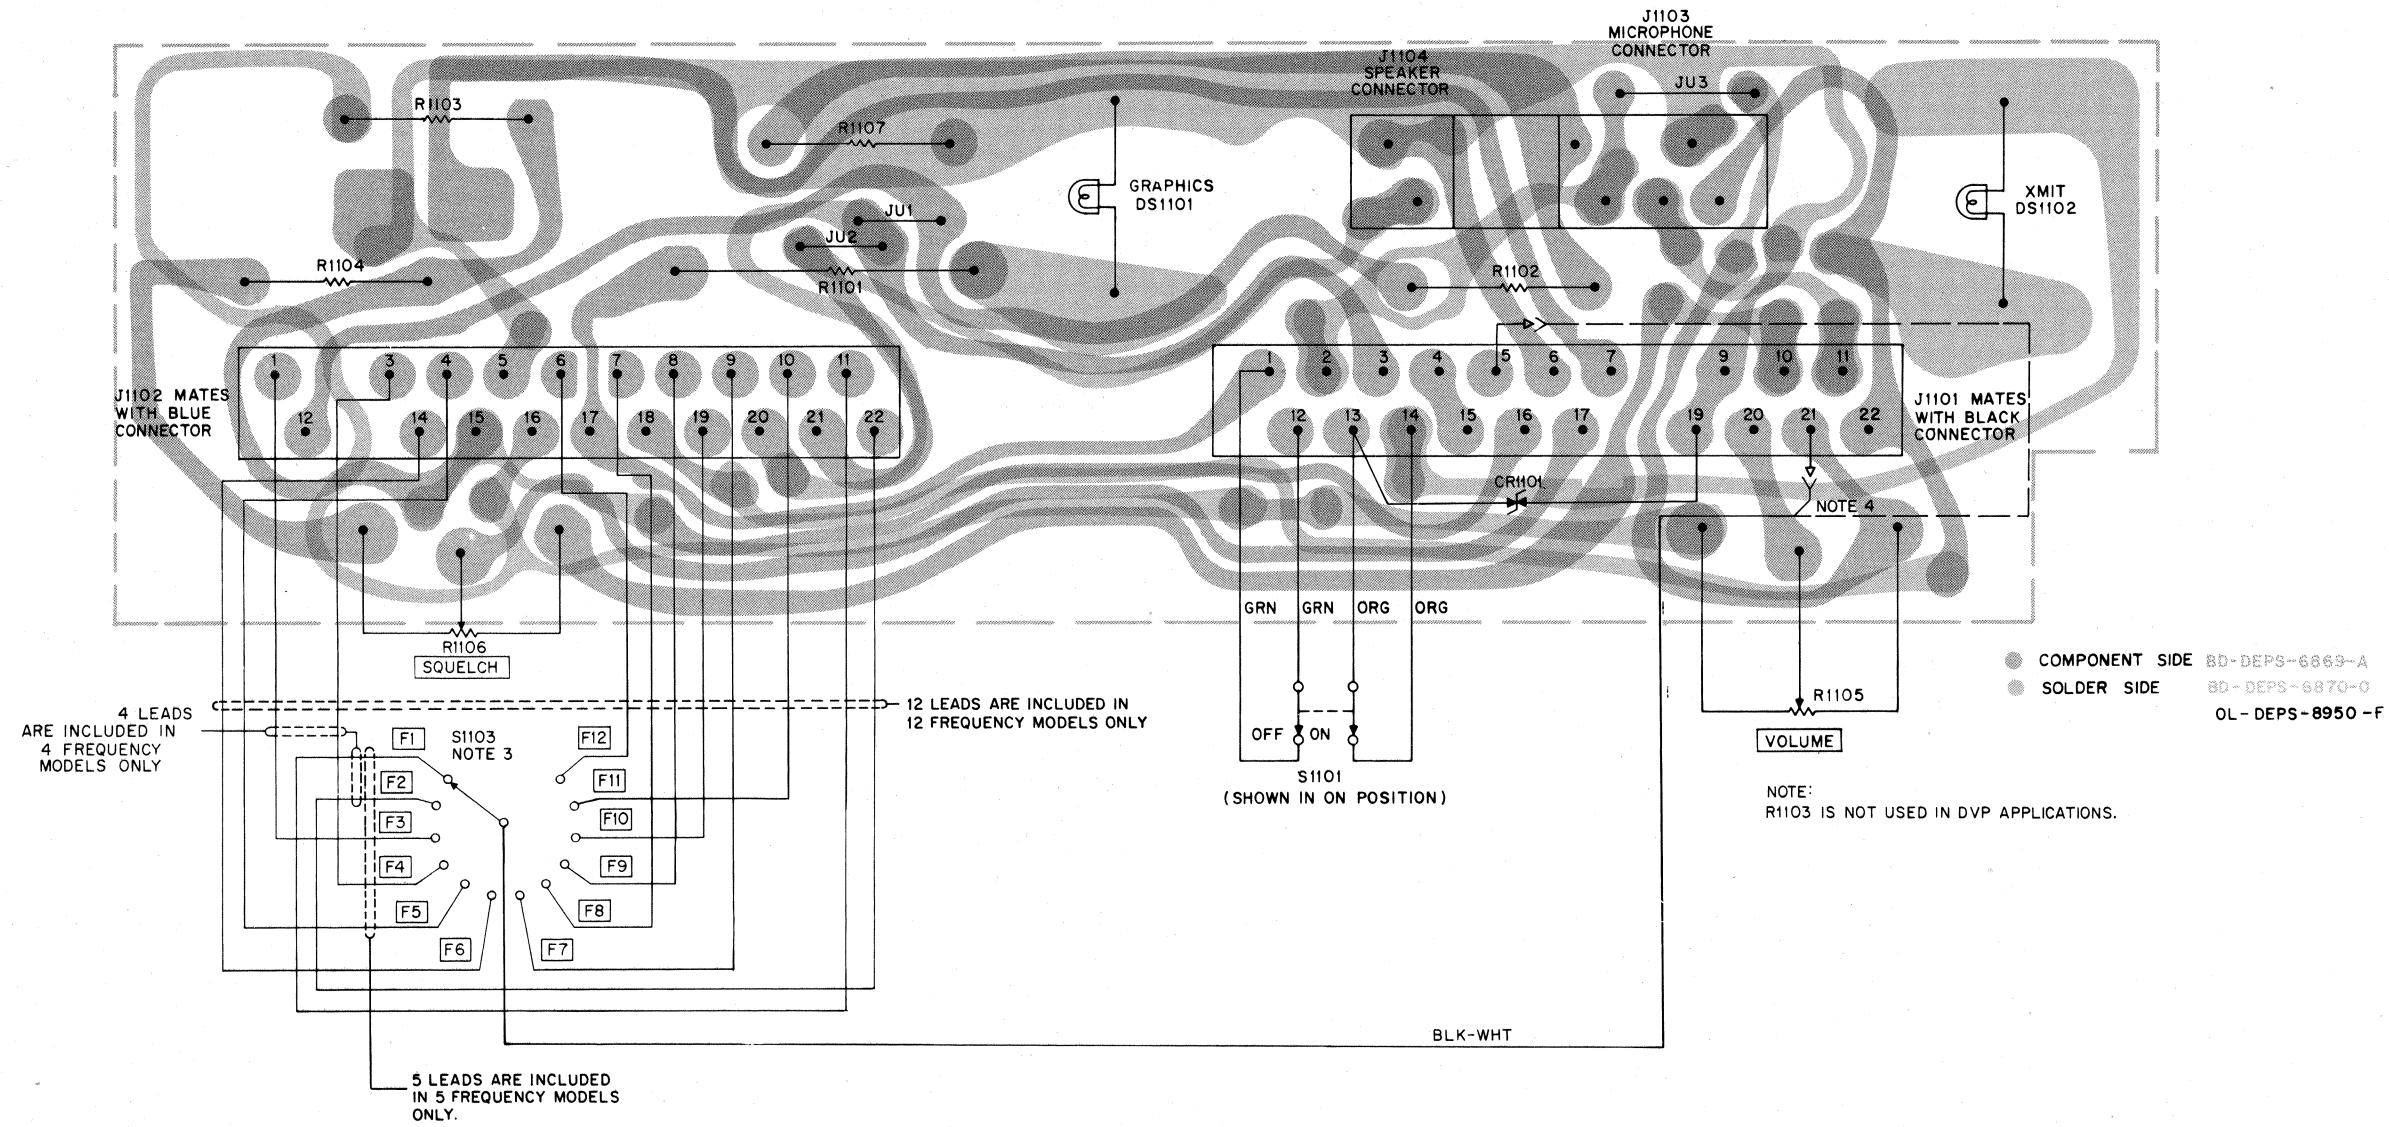 J1103
MICROPHONE
CONNECTOR
J1104
SPEAKER
CONNECTOR
JU3
R1103
R1107
GRAPHICS
DS1101
XMIT
DS1102
JU1
JU2
R1104
R1101
R1102
1 3 4 5 6 7 8 9 10 11
12 14 15 16 17 18 19 20 21 22
J1102 MATES
WITH BLUE
CONNECTOR
1 2 3 4 5 6 7 9 10 11
12 13 14 15 16 17 19 20 21 22
J1101 MATES
WITH BLACK
CONNECTOR
CR1101
NOTE 4
GRN GRN ORG ORG
R1106
SQUELCH
COMPONENT SIDE BD-DEPS-6869-A
SOLDER SIDE BD-DEPS-6870-O
OL-DEPS-8950-F
R1105
VOLUME
4 LEADS
ARE INCLUDED IN
4 FREQUENCY
MODELS ONLY
12 LEADS ARE INCLUDED IN
12 FREQUENCY MODELS ONLY
S1103
NOTE 3
F1
F2
F3
F4
F5
F6
F7
F8
F9
F10
F11
F12
OFF ON
S1101
(SHOWN IN ON POSITION)
NOTE:
R1103 IS NOT USED IN DVP APPLICATIONS.
BLK-WHT
5 LEADS ARE INCLUDED
IN 5 FREQUENCY MODELS
ONLY.